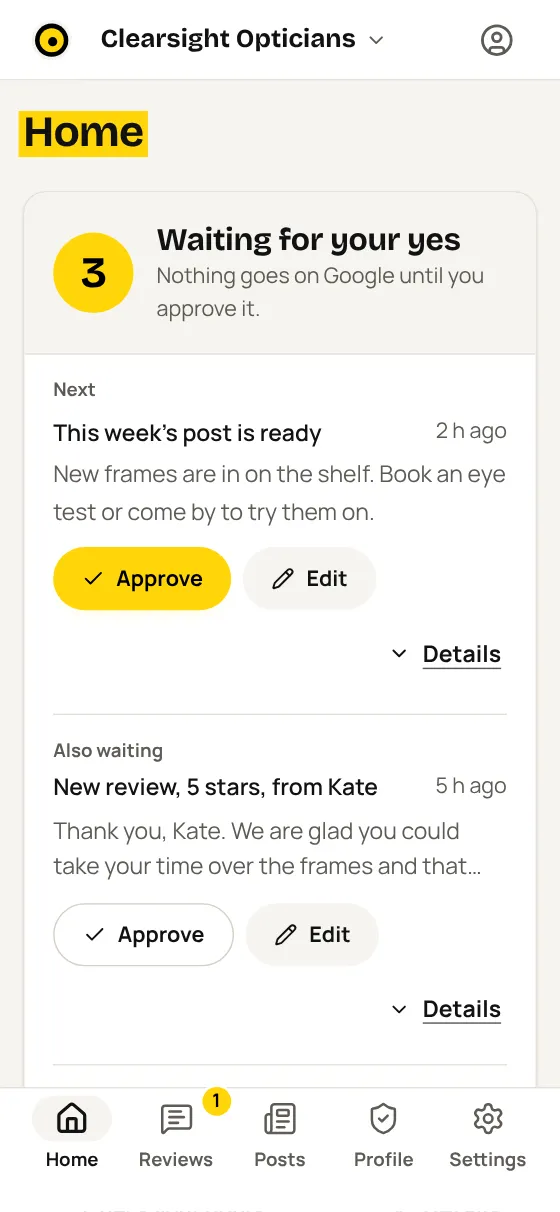 Clearsight Opticians
Home
3
Waiting for your yes
Nothing goes on Google until you
approve it.
Next
This week's post is ready
2 h ago
New frames are in on the shelf. Book an eye
test or come by to try them on.
Approve
Edit
Details
Also waiting
New review, 5 stars, from Kate
5 h ago
Thank you, Kate. We are glad you could
take your time over the frames and that…
Approve
Edit
Details
1
Home
Reviews
Posts
Profile
Settings